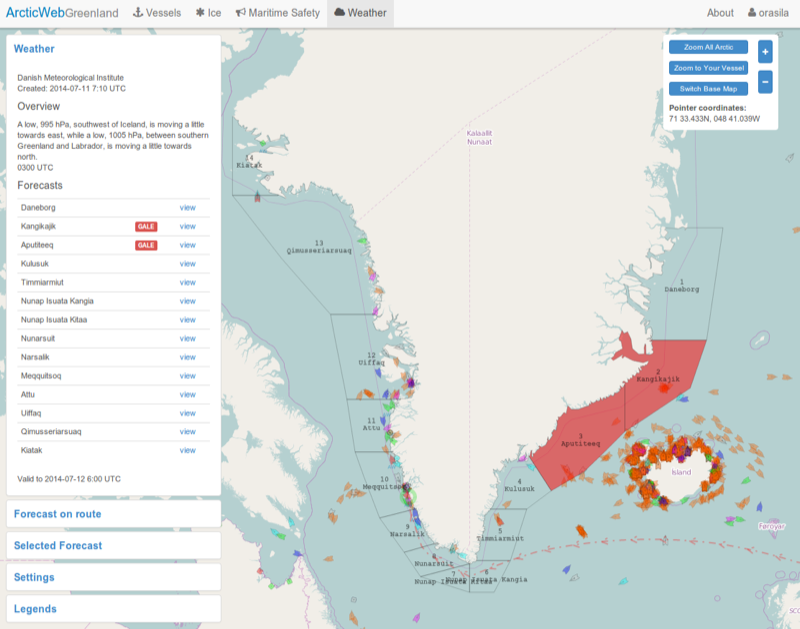 ArcticWebGreenland Vessels Ice Maritime Safety Weather About orasila
Weather
Danish Meteorological Institute
Created: 2014-07-11 7:10 UTC
Overview
A low, 995 hPa, southwest of Iceland, is moving a little
towards east, while a low, 1005 hPa, between southern
Greenland and Labrador, is moving a little towards
north.
0300 UTC
Forecasts
Daneborg view
Kangikajik GALE view
Aputiteeq GALE view
Kulusuk view
Timmiarmiut view
Nunap Isuata Kangia view
Nunap Isuata Kitaa view
Nunarsuit view
Narsalik view
Meqquitsoq view
Attu view
Uiffaq view
Qimusseriarsuaq view
Kiatak view
Valid to 2014-07-12 6:00 UTC
Forecast on route
Selected Forecast
Settings
Legends
Zoom All Arctic
Zoom to Your Vessel
Switch Base Map
+
−
Pointer coordinates:
71 33.433N, 048 41.039W
Kalaallit
Nunaat
14
Kiatak
13
Qimusseriarsuaq
1
Daneborg
12
Uiffaq
2
Kangikajik
11
Attu
3
Aputiteeq
Island
10
Meqquitsoq
4
Kulusuk
9
Narsalik
5
Timmiarmiut
Føroyar
8
Nunarsuit
7
Nunap Isuata Kitaa
6
Nunap Isuata Kangia